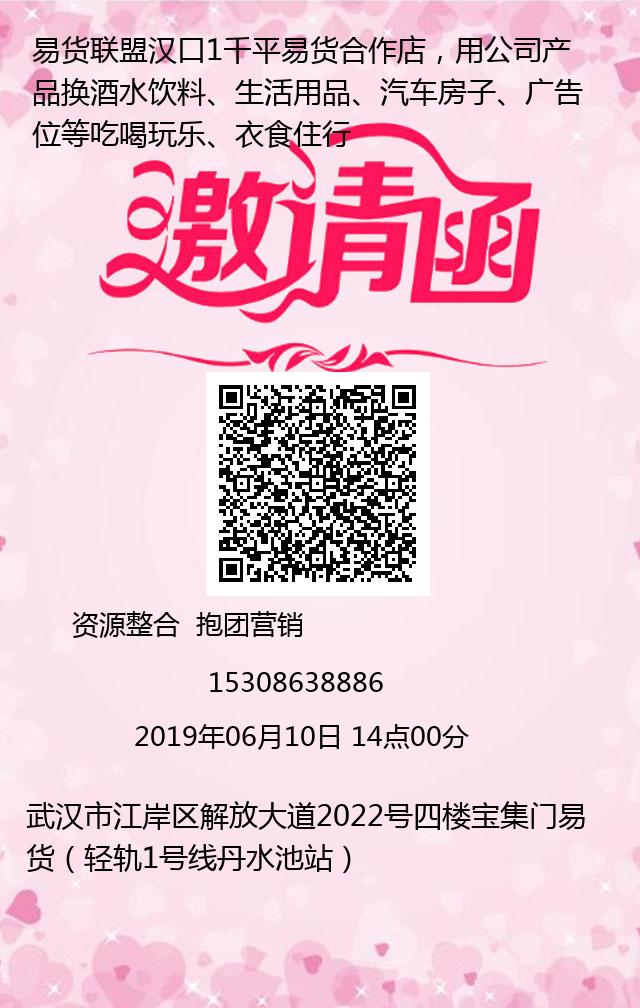 易货联盟汉口1千平易货合作店，用公司产
品换酒水饮料、生活用品、汽车房子、广告
位等吃喝玩乐、衣食住行
邀请函
资源整合 抱团营销
15308638886
2019年06月10日 14点00分
武汉市江岸区解放大道2022号四楼宝集门易
货（轻轨1号线丹水池站）